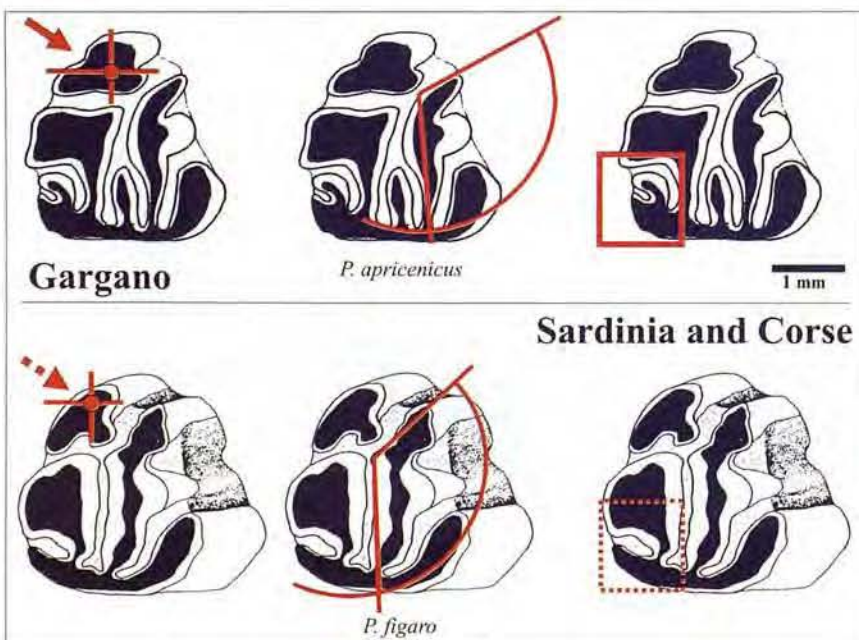 Gargano
P. apricenicus
1 mm
Sardinia and Corse
P. figaro